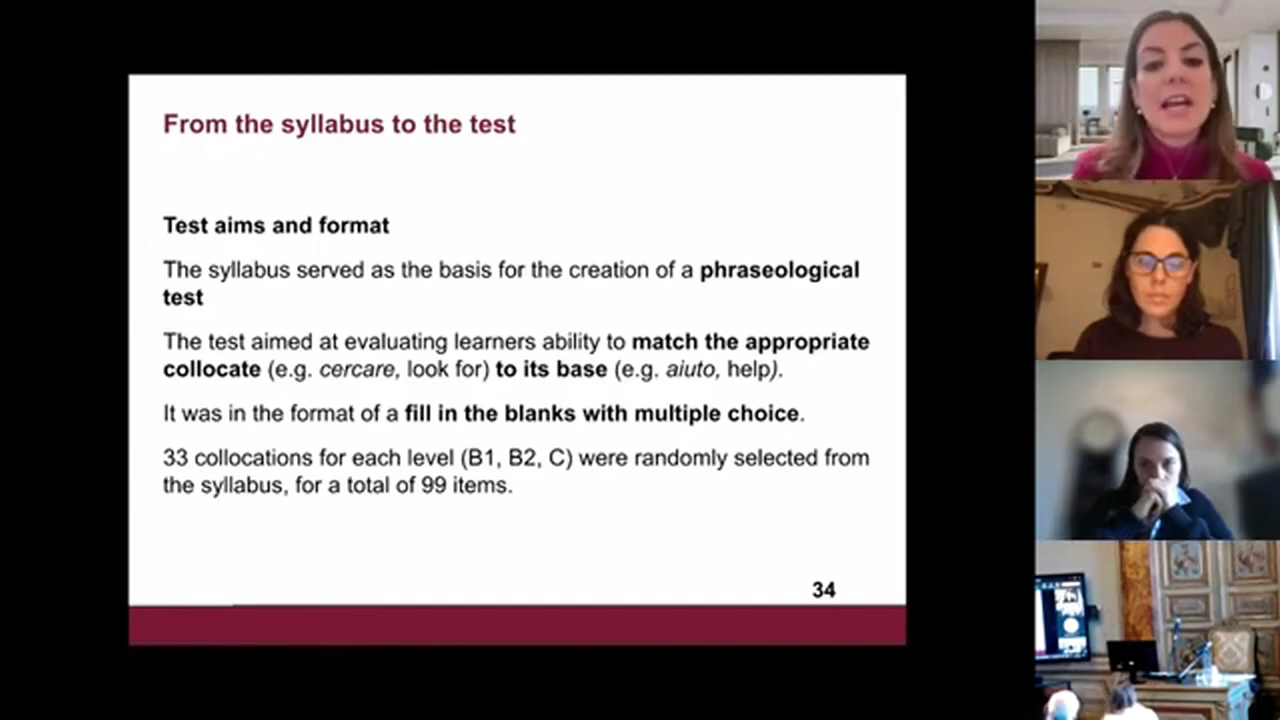 From the syllabus to the test
Test aims and format
The syllabus served as the basis for the creation of a phraseological
test
The test aimed at evaluating learners ability to match the appropriate
collocate (e.g. cercare, look for) to its base (e.g. aiuto, help).
It was in the format of a fill in the blanks with multiple choice.
33 collocations for each level (B1, B2, C) were randomly selected from
the syllabus, for a total of 99 items.
34